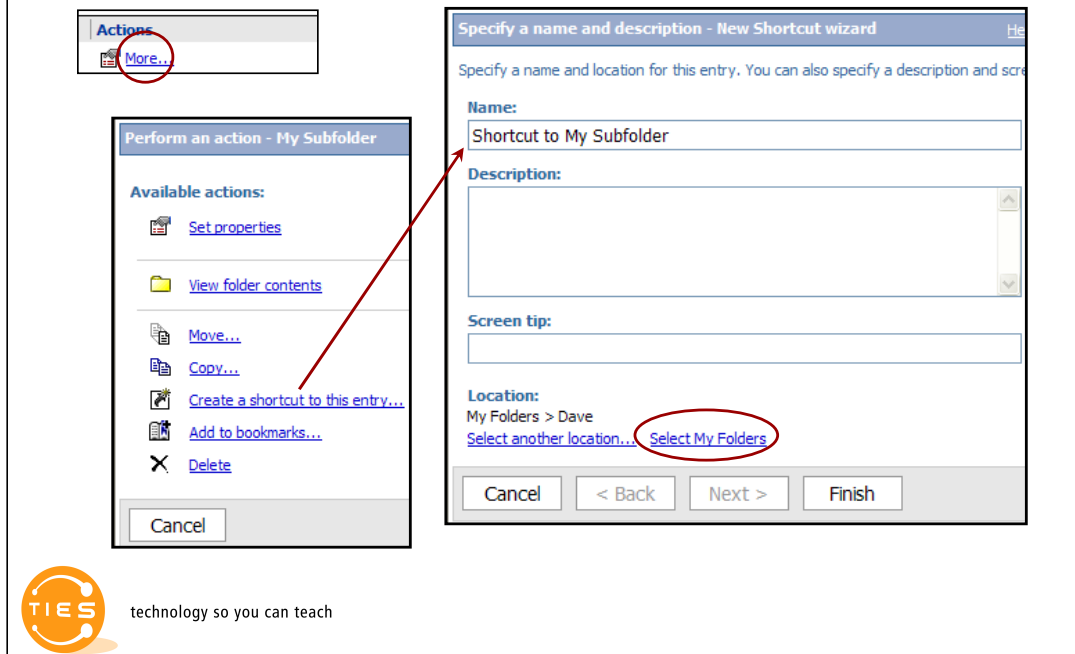 Actions
More...
Perform an action - My Subfolder
Available actions:
Set properties
View folder contents
Move...
Copy...
Create a shortcut to this entry...
Add to bookmarks...
Delete
Cancel
Specify a name and description - New Shortcut wizard He
Specify a name and location for this entry. You can also specify a description and scre
Name:
Shortcut to My Subfolder
Description:
Screen tip:
Location:
My Folders > Dave
Select another location... Select My Folders
Cancel < Back Next > Finish
TIES
technology so you can teach